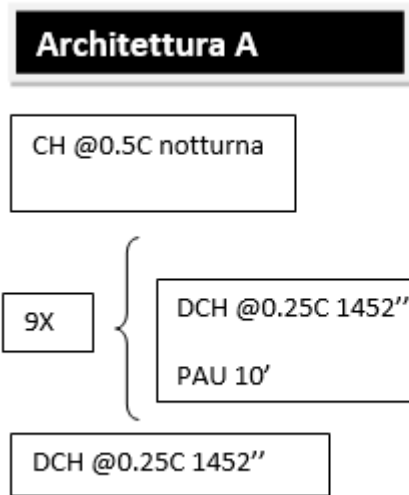 Architettura A
CH @0.5C notturna
9X
DCH @0.25C 1452’’
PAU 10’
DCH @0.25C 1452’’